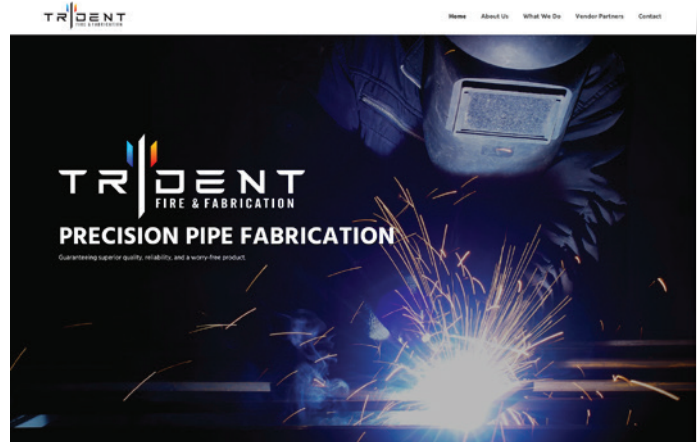 TRIDENT
FIRE & FABRICATION
Home About Us What We Do Vendor Partners Contact
TRIDENT
FIRE & FABRICATION
PRECISION PIPE FABRICATION
Guaranteeing superior quality, reliability, and a worry-free product